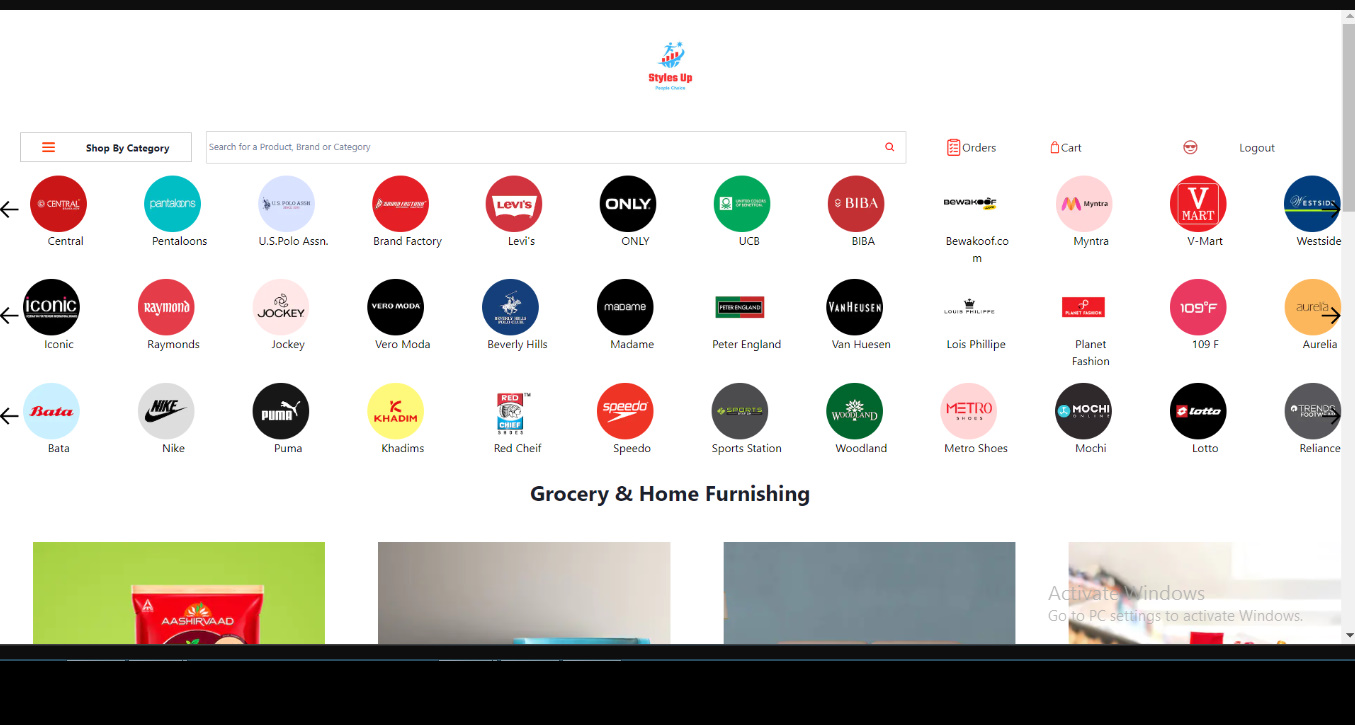 Styles Up
People Choice
Shop By Category
Search for a Product, Brand or Category
Orders
Cart
Logout
CENTRAL
pantaloons
U.S. POLO ASSN.
BRAND FACTORY
LEVI'S
ONLY
UNITED COLORS OF BENETTON
BIBA
BEWAKOOF
Myntra
V MART
WESTSIDE
Central
Pentaloons
U.S.Polo Assn.
Brand Factory
Levi's
ONLY
UCB
BIBA
Bewakoof.co
m
Myntra
V-Mart
Westside
iconic
Raymond
JOCKEY
VERO MODA
BEVERLY HILLS
POLO CLUB
madame
PETER ENGLAND
VANHEUSEN
LOUIS PHILIPPE
PLANET FASHION
109°F
aurelia
Iconic
Raymonds
Jockey
Vero Moda
Beverly Hills
Madame
Peter England
Van Huesen
Lois Phillipe
Planet
Fashion
109 F
Aurelia
Bata
NIKE
PUMA
KHADIM
RED
CHIEF
SHOES
TM
speedo
SPORTS
WOODLAND
METRO
SHOES
MOCHI
ONLINE
lotto
TRENDS
FOOTWEAR
Bata
Nike
Puma
Khadims
Red Cheif
Speedo
Sports Station
Woodland
Metro Shoes
Mochi
Lotto
Reliance
Grocery & Home Furnishing
AASHIRVAAD
Activate Windows
Go to PC settings to activate Windows.